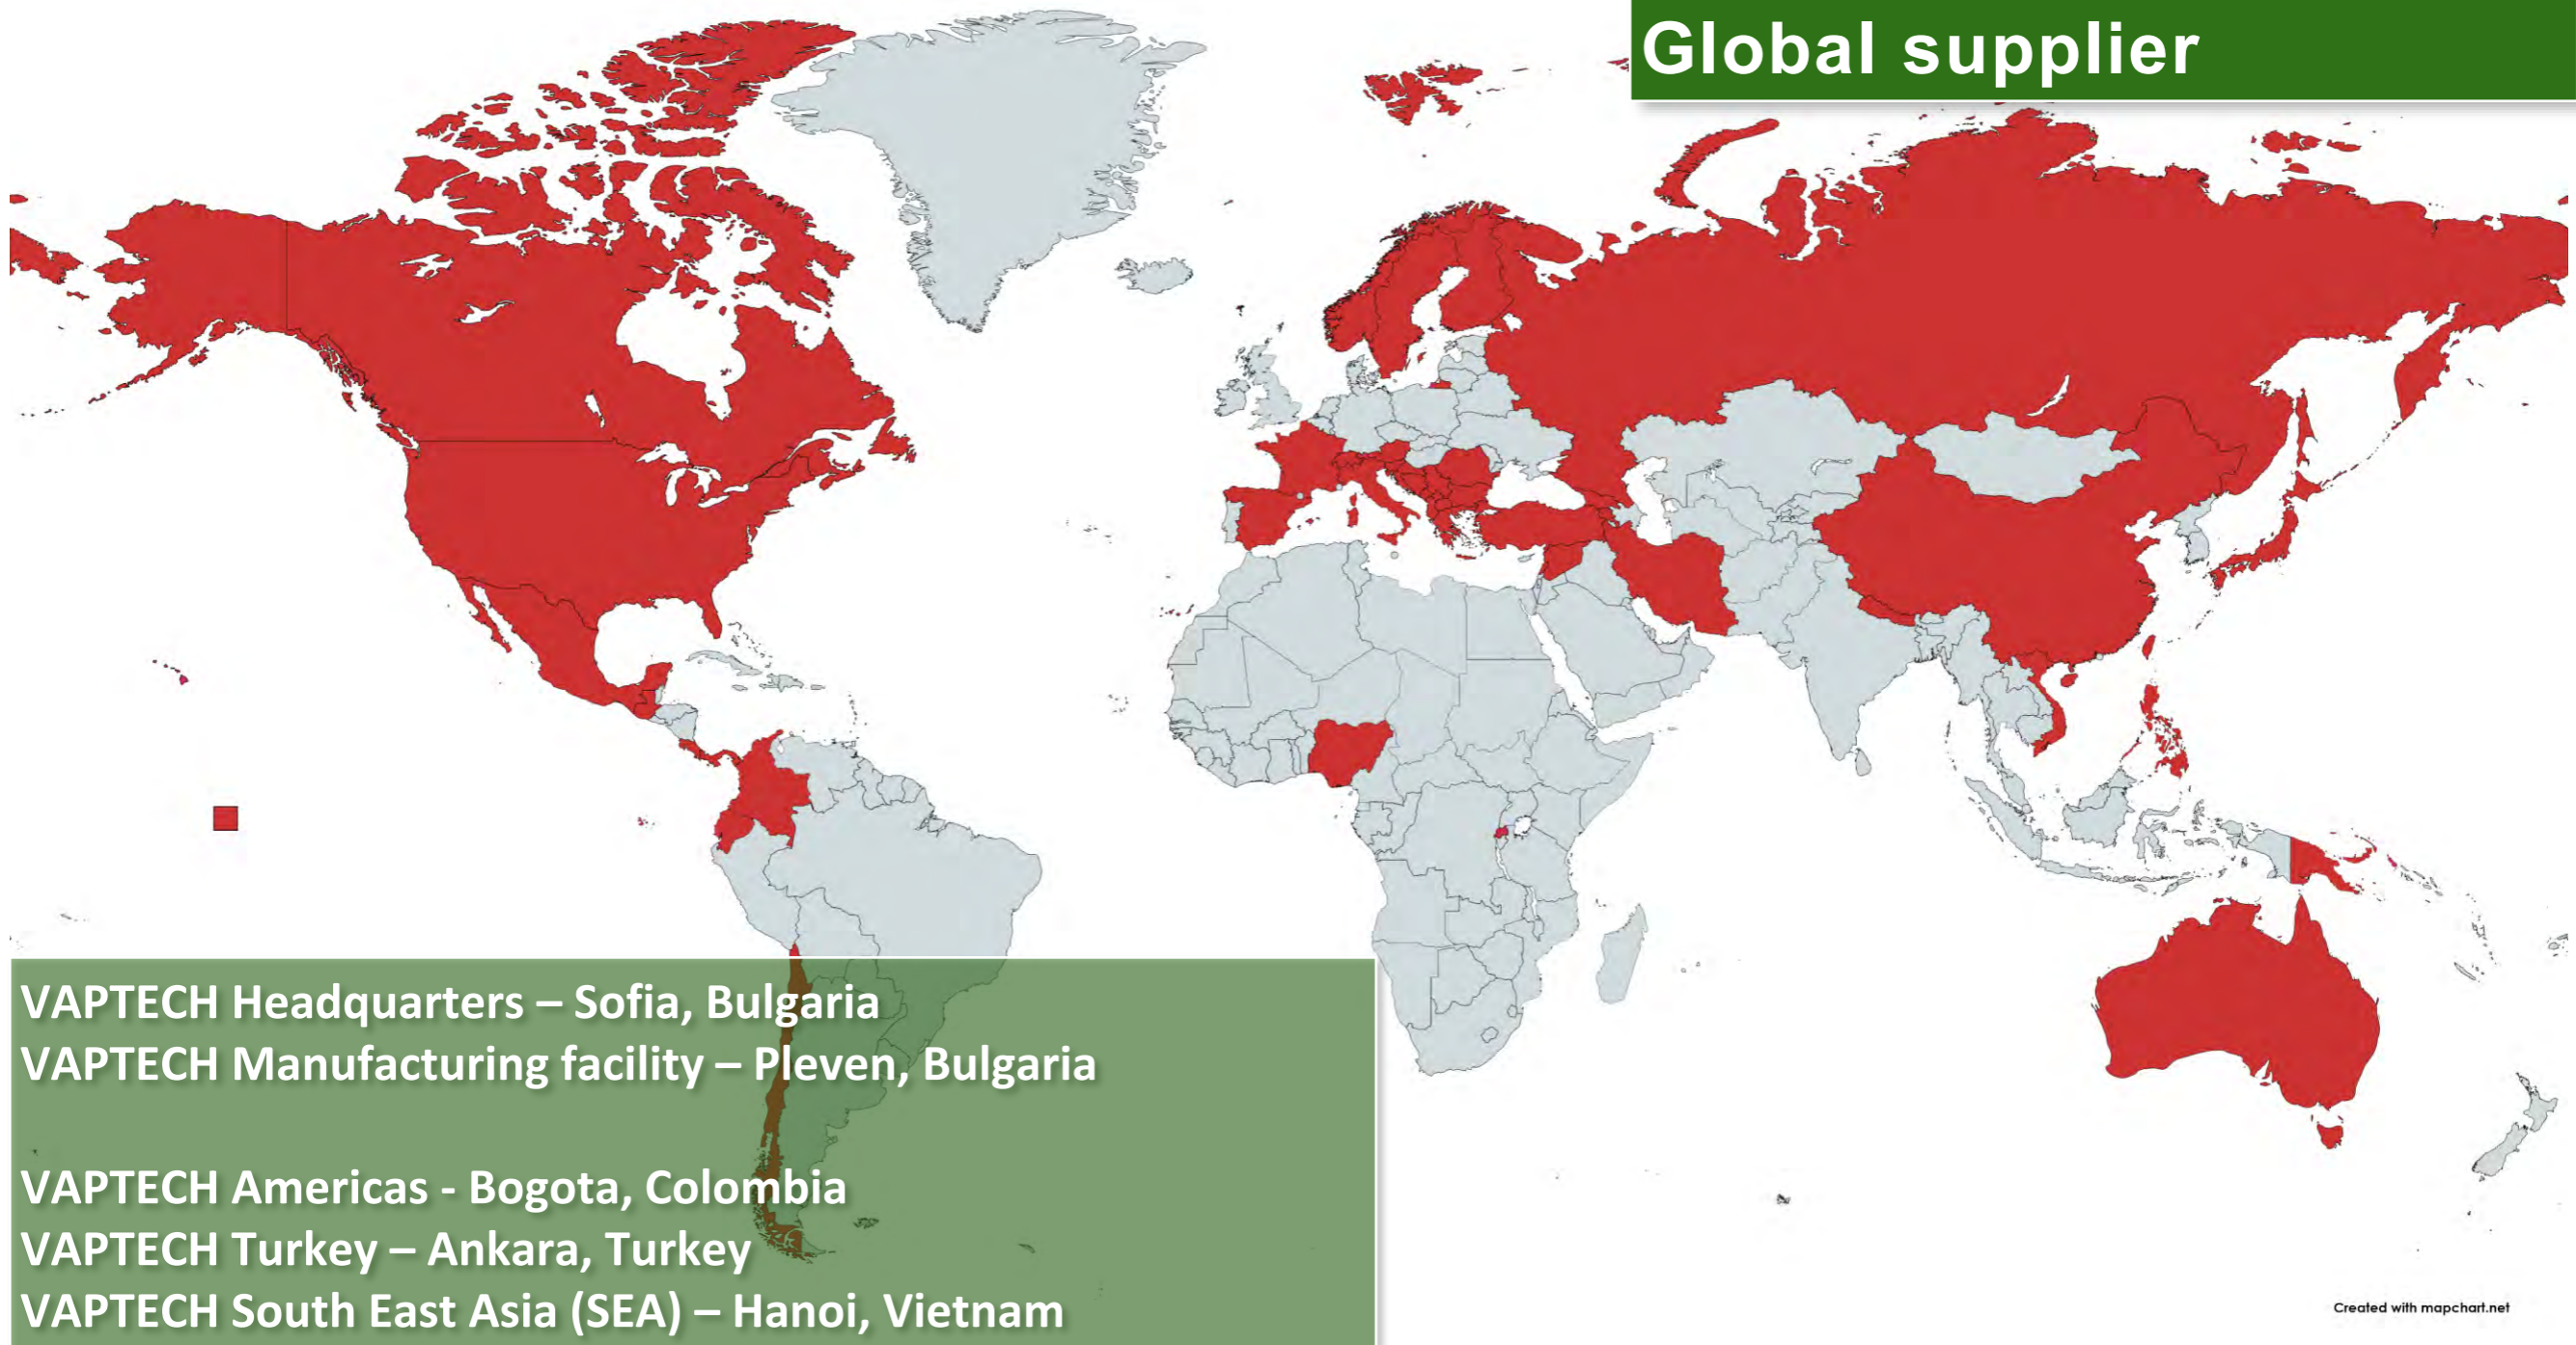 Global supplier
VAPTECH Headquarters – Sofia, Bulgaria
VAPTECH Manufacturing facility – Pleven, Bulgaria
VAPTECH Americas - Bogota, Colombia
VAPTECH Turkey – Ankara, Turkey
VAPTECH South East Asia (SEA) – Hanoi, Vietnam
Created with mapchart.net